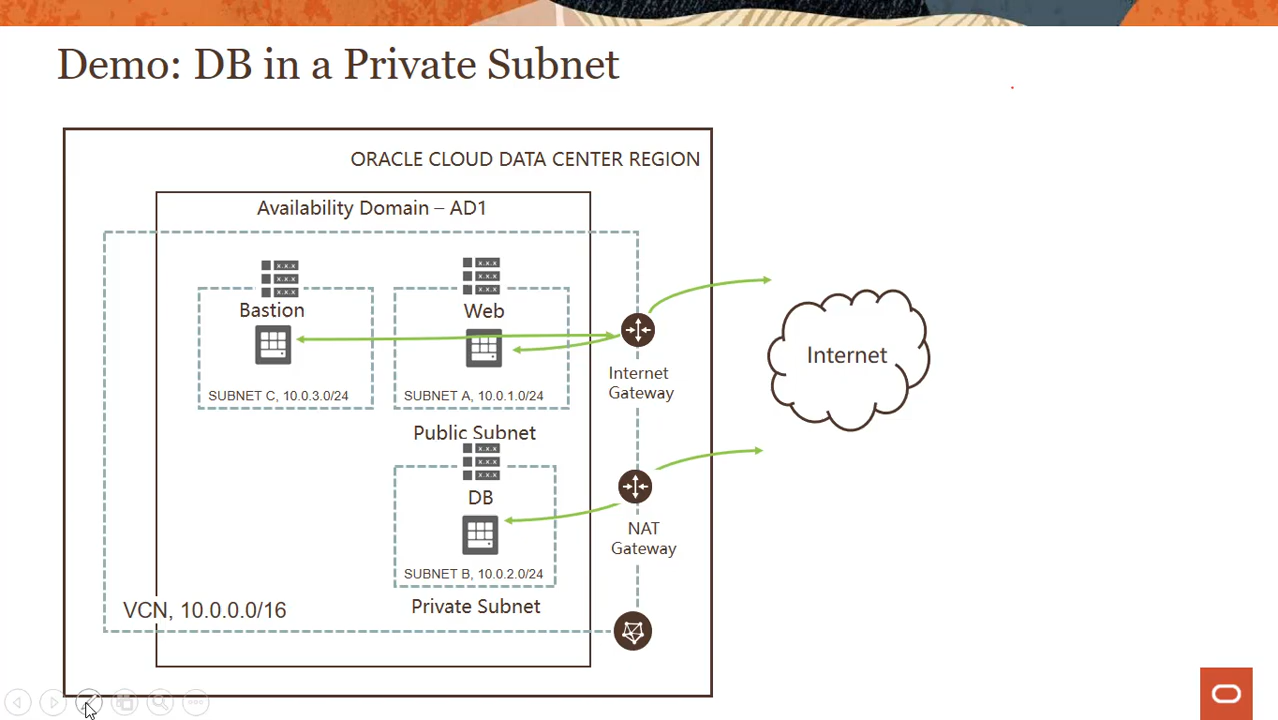 Demo: DB in a Private Subnet
ORACLE CLOUD DATA CENTER REGION
Availability Domain – AD1
x.x.x
x.x.x
x.x.x
Bastion
SUBNET C, 10.0.3.0/24
x.x.x
x.x.x
x.x.x
Web
SUBNET A, 10.0.1.0/24
Internet
Gateway
Internet
Public Subnet
x.x.x
x.x.x
x.x.x
DB
SUBNET B, 10.0.2.0/24
NAT
Gateway
Private Subnet
VCN, 10.0.0.0/16